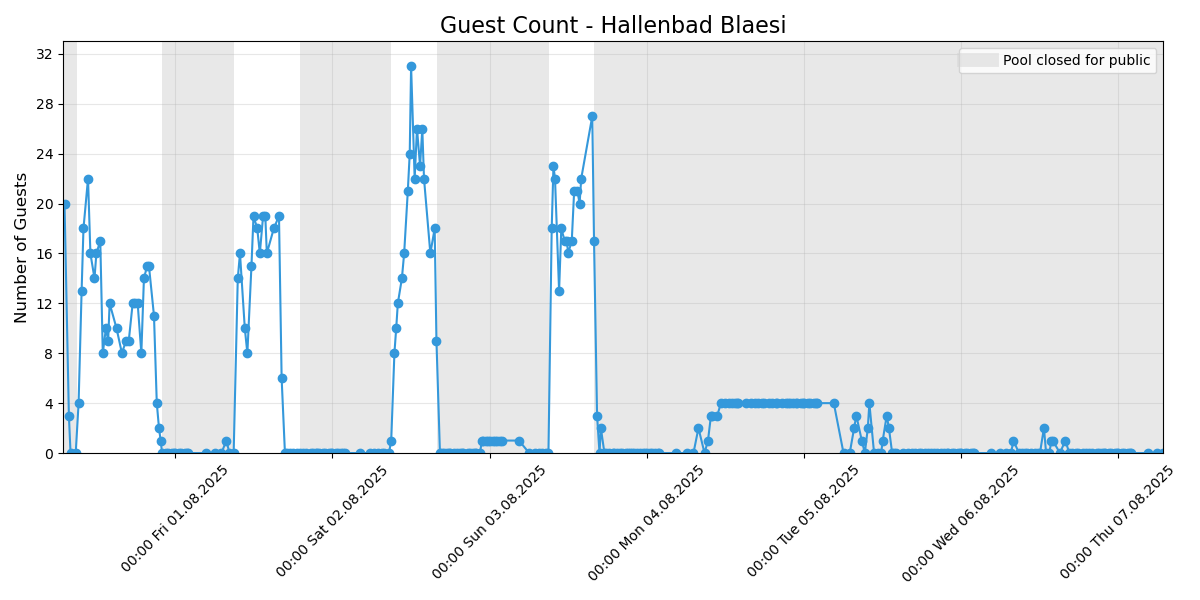 Guest Count - Hallenbad Blaesi
Pool closed for public
Number of Guests
32
28
24
20
16
12
8
4
0
00:00 Fri 01.08.2025
00:00 Sat 02.08.2025
00:00 Sun 03.08.2025
00:00 Mon 04.08.2025
00:00 Tue 05.08.2025
00:00 Wed 06.08.2025
00:00 Thu 07.08.2025